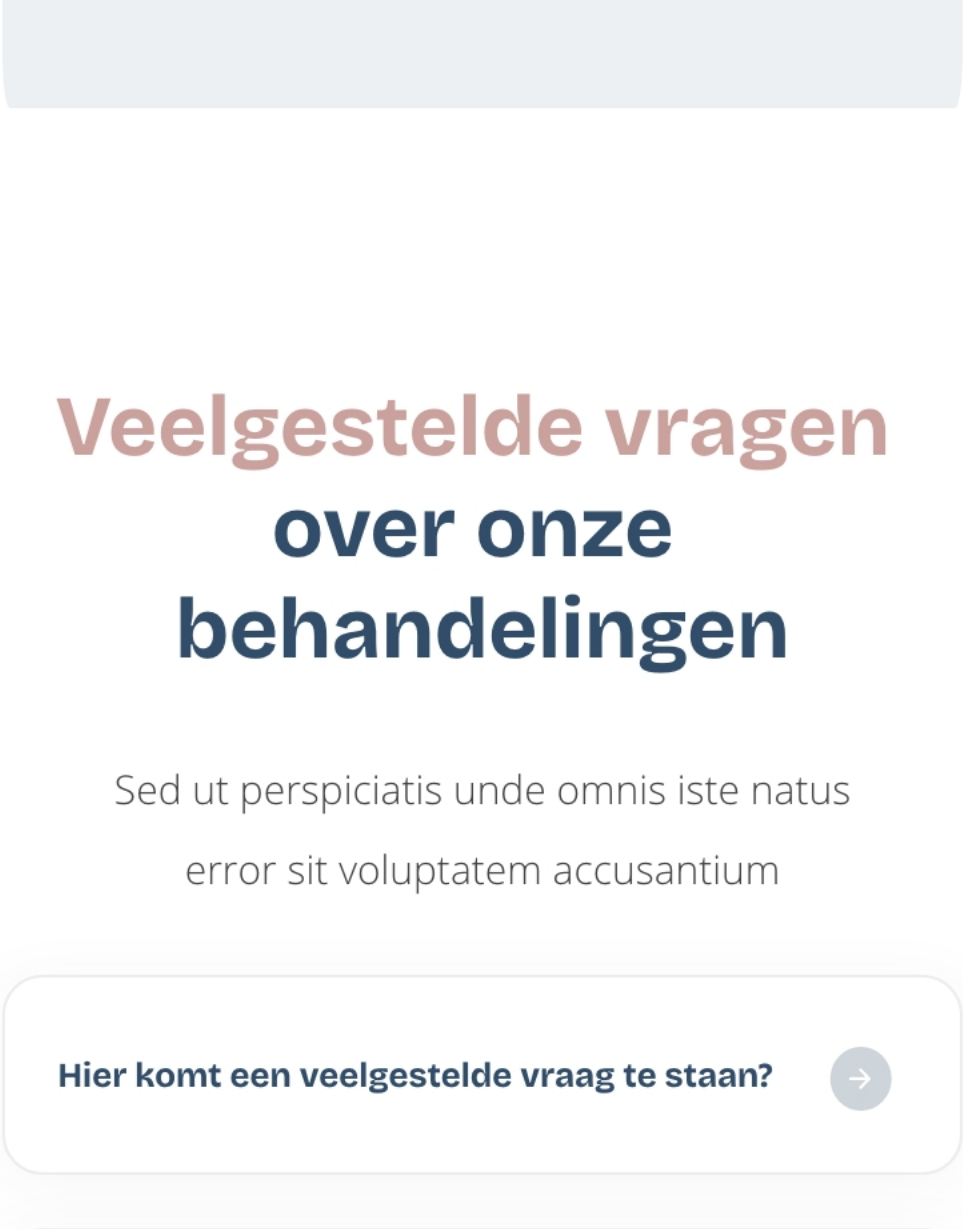 Veelgestelde vragen
over onze
behandelingen
Sed ut perspiciatis unde omnis iste natus
error sit voluptatem accusantium
Hier komt een veelgestelde vraag te staan?